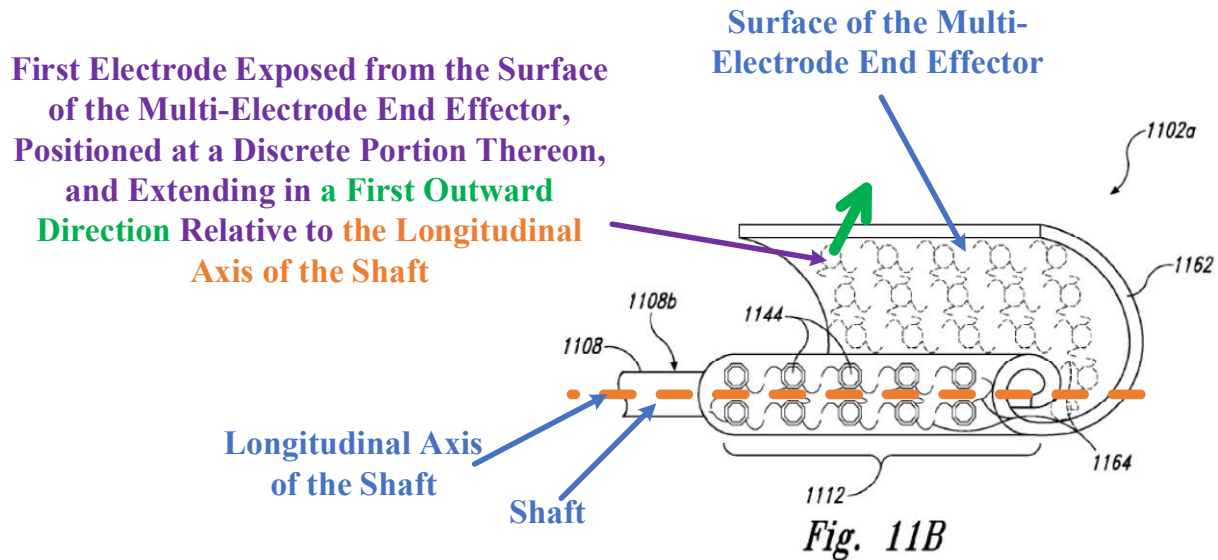 Surface of the Multi-
Electrode End Effector
First Electrode Exposed from the Surface
of the Multi-Electrode End Effector,
Positioned at a Discrete Portion Thereon,
and Extending in a First Outward
Direction Relative to the Longitudinal
Axis of the Shaft
1102a
1162
1108b
1144
1108
Longitudinal Axis
of the Shaft
Shaft
1164
1112
Fig. 11B